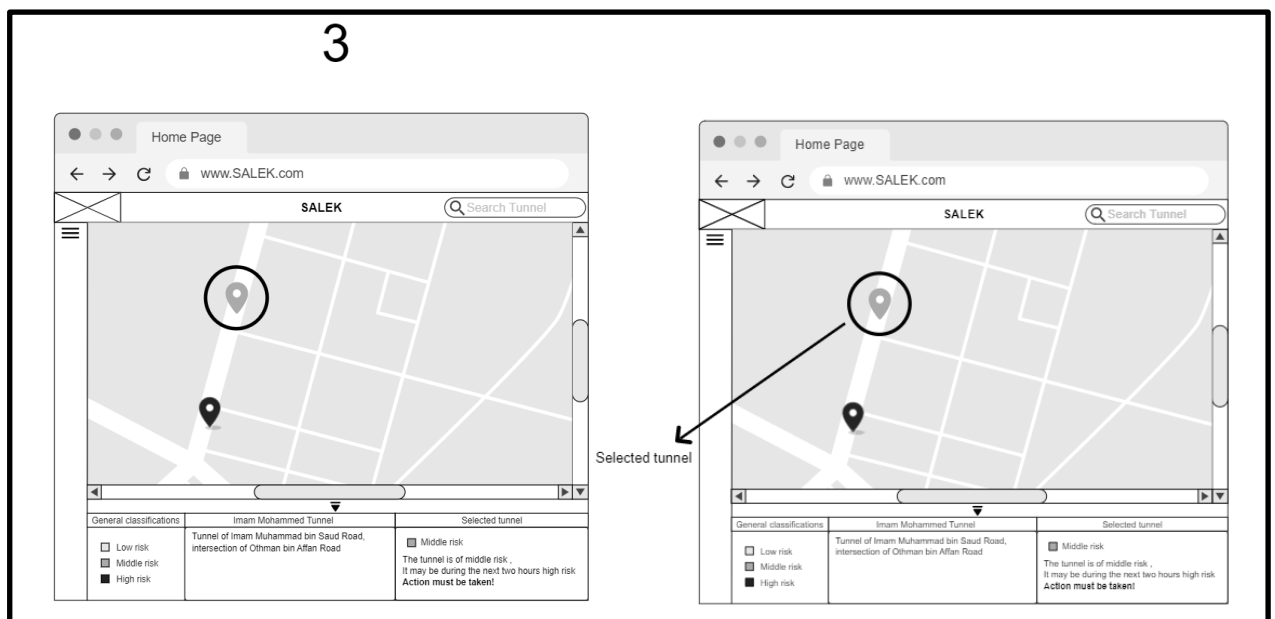 3
Home Page
www.SALEK.com
SALEK
Search Tunnel
General classifications
Imam Mohammed Tunnel
Selected tunnel
Low risk
Middle risk
High risk
Tunnel of Imam Muhammad bin Saud Road,
intersection of Othman bin Affan Road
Middle risk
The tunnel is of middle risk ,
It may be during the next two hours high risk
Action must be taken!
Selected tunnel
Home Page
www.SALEK.com
SALEK
Search Tunnel
General classifications
Imam Mohammed Tunnel
Selected tunnel
Low risk
Middle risk
High risk
Tunnel of Imam Muhammad bin Saud Road,
intersection of Othman bin Affan Road
Middle risk
The tunnel is of middle risk ,
It may be during the next two hours high risk
Action must be taken!